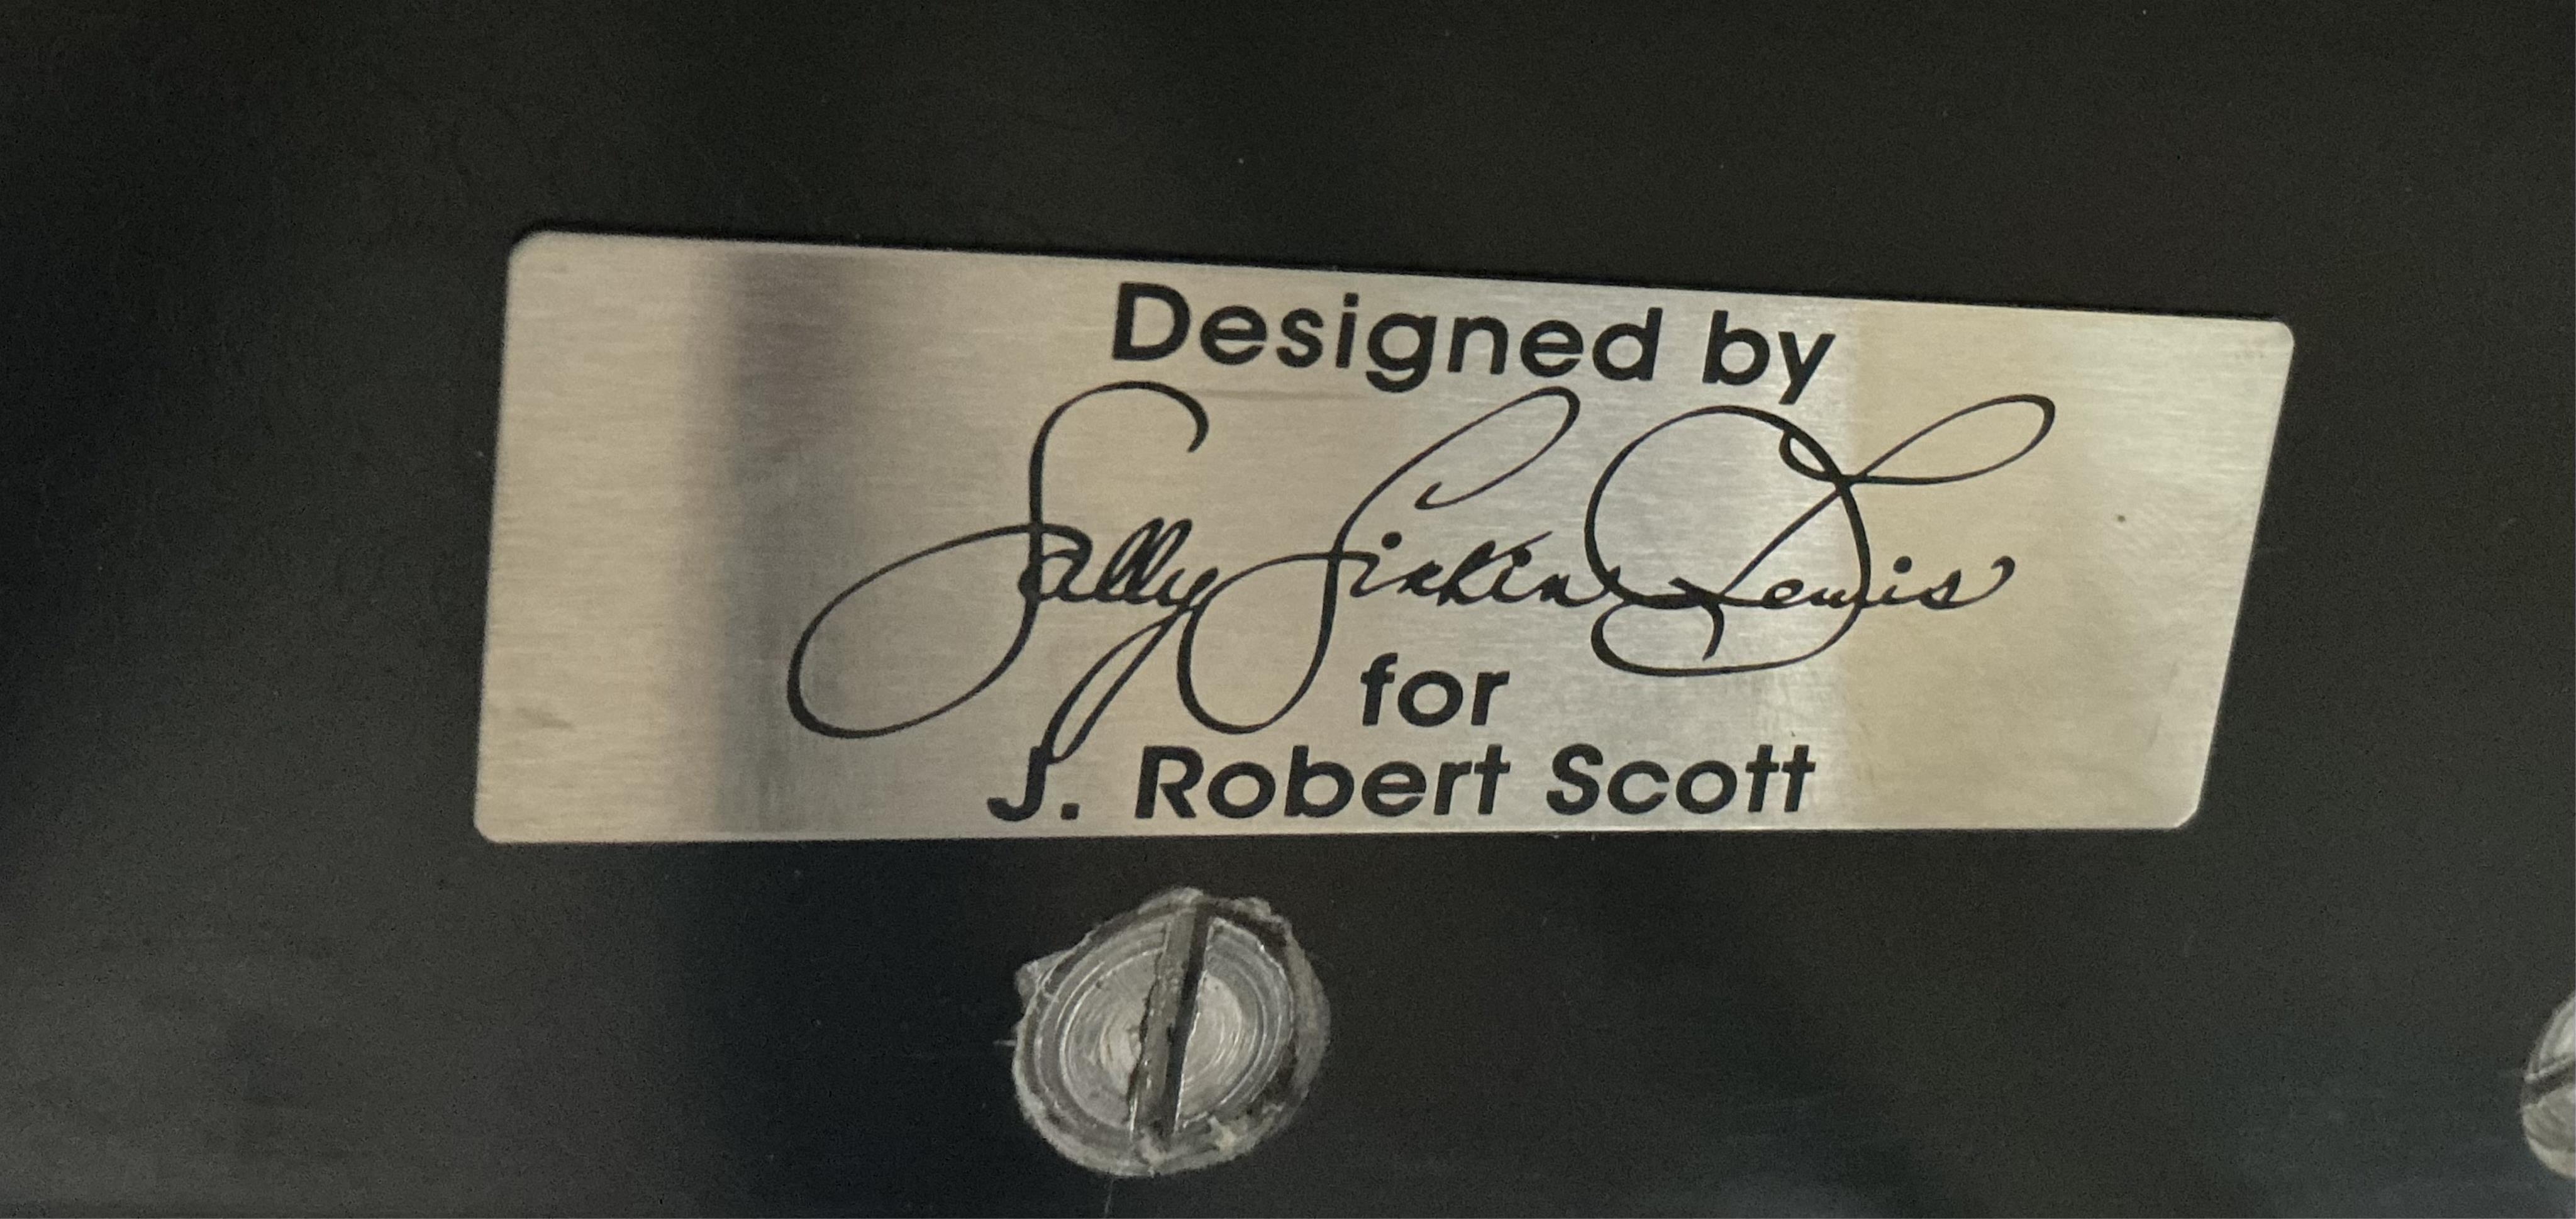 Designed by
Sally Sirkin Lewis
for
J. Robert Scott